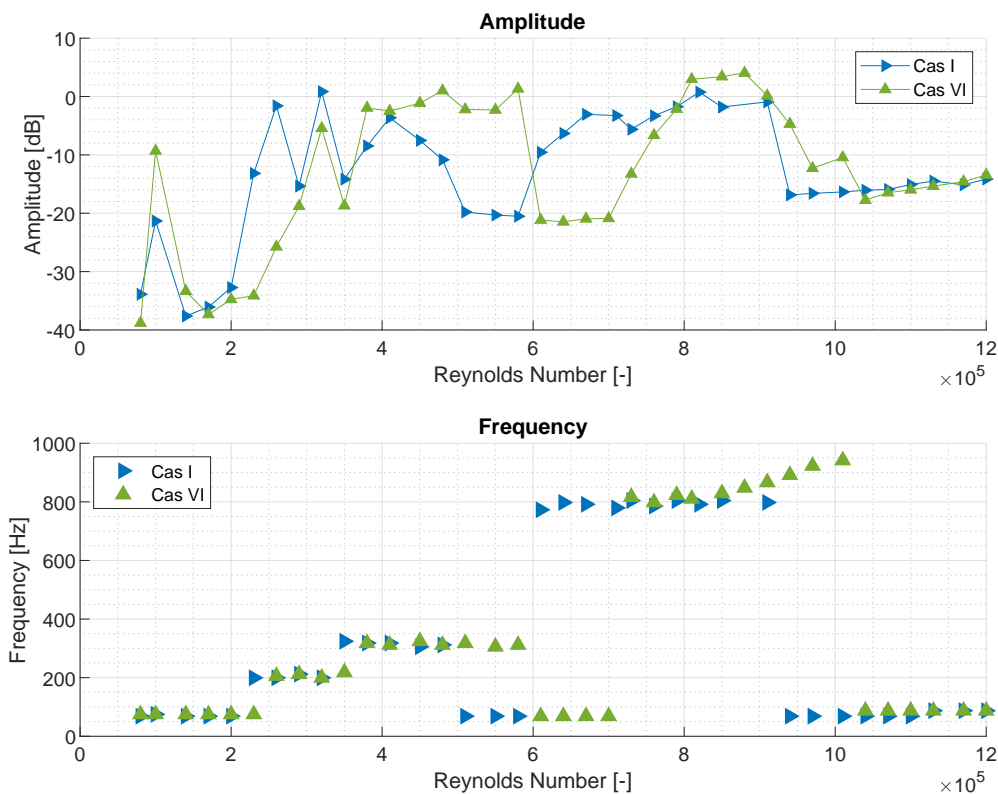 Amplitude
10
0
-10
-20
-30
-40
Amplitude [dB]
Cas I
Cas VI
0
2
4
6
8
10
12
Reynolds Number [-]
×10^5
Frequency
1000
800
600
400
200
0
Frequency [Hz]
Cas I
Cas VI
0
2
4
6
8
10
12
Reynolds Number [-]
×10^5